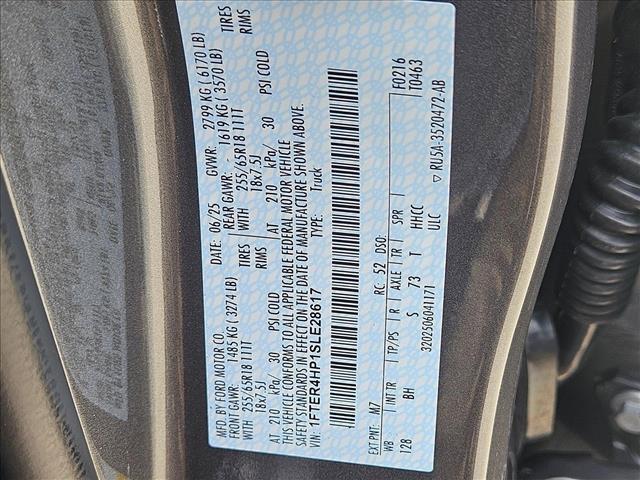 MFD. BY FORD MOTOR CO.
DATE: 06/25 GVWR: 2799 KG ( 6170 LB)
FRONT GAWR: 1485 KG ( 3274 LB) REAR GAWR: 1619 KG ( 3570 LB)
WITH 255/65R18 111T TIRES WITH 255/65R18 111T TIRES
18x7.5J RIMS 18x7.5J RIMS
AT 210 kPa/ 30 PSI COLD AT 210 kPa/ 30 PSI COLD
THIS VEHICLE CONFORMS TO ALL APPLICABLE FEDERAL MOTOR VEHICLE
SAFETY STANDARDS IN EFFECT ON THE DATE OF MANUFACTURE SHOWN ABOVE.
VIN: 1FTER4HP1SLE28617 Truck
F0216
T0463
EXT PNT: M7 RC: 52 DSO:
WB INT TR TP/PS R AXLE TR SPR
128 BH S 73 T HHCC
ULC
3202506041171 ▽ RU5A-3520472-AB